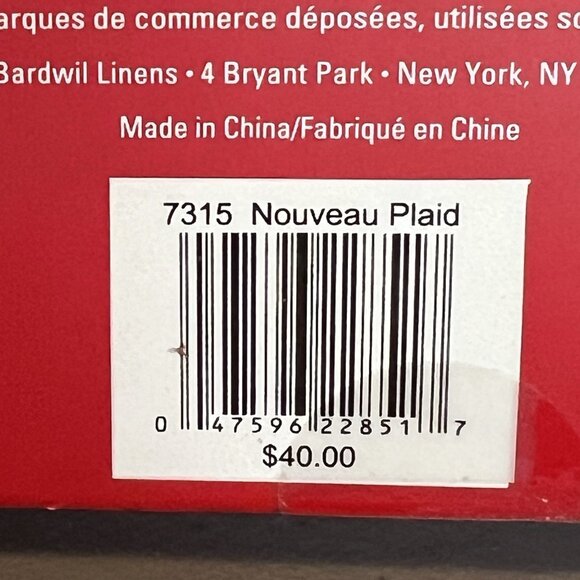 arques de commerce déposées, utilisées
Bardwil Linens • 4 Bryant Park • New York, NY
Made in China/Fabriqué en Chine
7315 Nouveau Plaid
0 47596 22851 7
$40.00